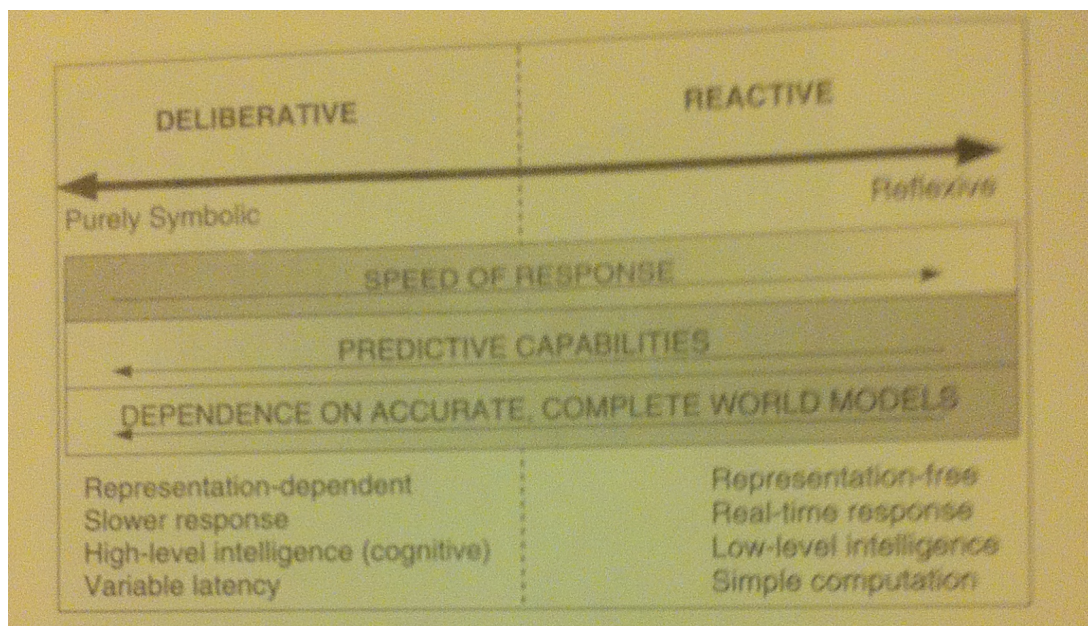 DELIBERATIVE
REACTIVE
Purely Symbolic
Reflexive
SPEED OF RESPONSE
PREDICTIVE CAPABILITIES
DEPENDENCE ON ACCURATE, COMPLETE WORLD MODELS
Representation-dependent
Slower response
High-level intelligence (cognitive)
Variable latency
Representation-free
Real-time response
Low-level intelligence
Simple computation